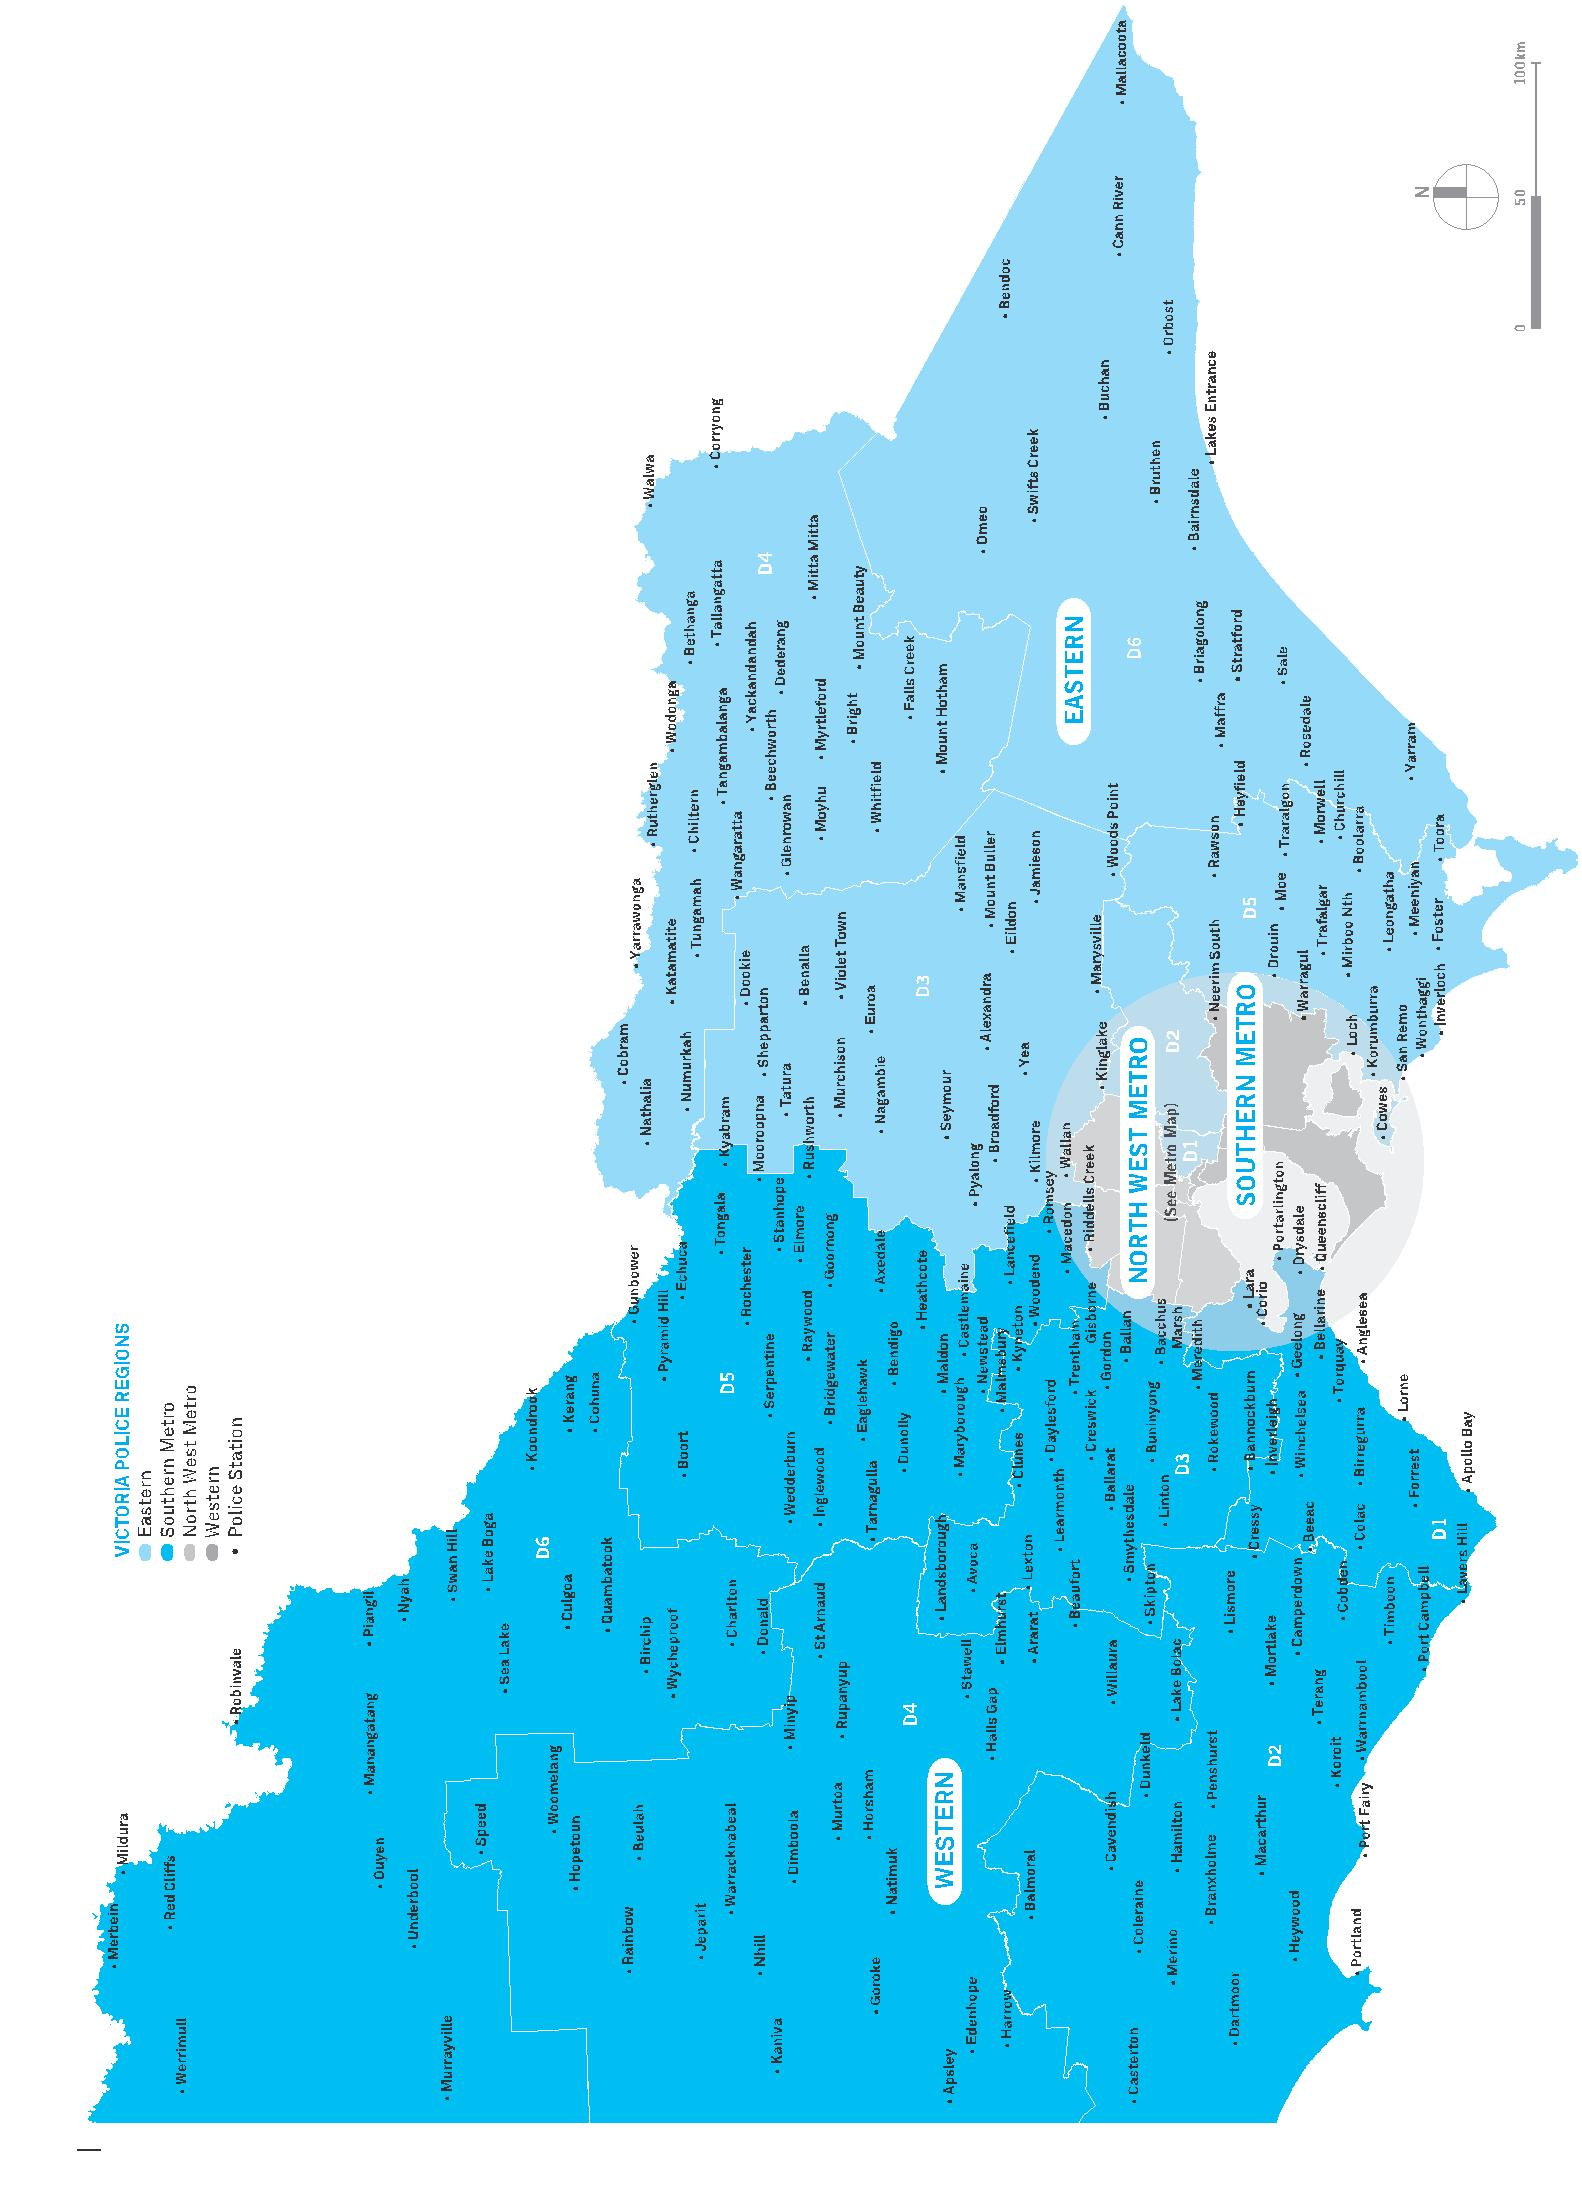 VICTORIA POLICE REGIONS
Eastern
Southern Metro
North West Metro
Western
Police Station
Merbein
Mildura
Red Cliffs
Werrimull
Robinvale
Piangil
Manangatang
Ouyen
Nyah
Underbool
Murrayville
Swan Hill
Lake Boga
Speed
Sea Lake
D6
Koondrook
Woomelang
Culgoa
Kerang
Hopetoun
Quambatook
Cohuna
Rainbow
Beulah
Birchip
Gunbower
Pyramid Hill
Wycheproof
Boort
Echuca
Jeparit
Warracknabeal
Charlton
D5
Tongala
Rochester
Nhill
Donald
Serpentine
Stanhope
Kaniva
Dimboola
Minyip
Wedderburn
Elmore
Raywood
St Arnaud
Inglewood
Bridgewater
Goornong
Murtoa
Rupanyup
Horsham
Eaglehawk
Tarnagulla
Goroke
Natimuk
Axedale
Bendigo
Dunolly
D4
Heathcote
WESTERN
Landsborough
Maldon
Apsley
Edenhope
Stawell
Avoca
Maryborough
Castlemaine
Newstead
Halls Gap
Elmhurst
Malmsbury
Harrow
Lancefield
Kyneton
Clunes
Balmoral
Ararat
Lexton
Woodend
Daylesford
Romsey
Learmonth
Macedon
Beaufort
Trentham
Riddells Creek
Creswick
Gisborne
Gordon
Cavendish
Willaura
Ballarat
Ballan
Casterton
Coleraine
Dunkeld
Smythesdale
Skipton
Buninyong
Bacchus
Marsh
Linton
Merino
Hamilton
Lake Bolac
D3
Meredith
Branxholme
Penshurst
Rokewood
Dartmoor
Lismore
Macarthur
Mortlake
D2
Cressy
Bannockburn
Inverleigh
Lara
Corio
Portarlington
Heywood
Camperdown
Winchelsea
Geelong
Drysdale
Terang
Beeac
Bellarine
Queenscliff
Koroit
Cobden
Torquay
Portland
Port Fairy
Warrnambool
Colac
Birregurra
Anglesea
Timboon
Lorne
Port Campbell
Forrest
D1
Lavers Hill
Apollo Bay
Cobram
Yarrawonga
Nathalia
Rutherglen
Walwa
Katamatite
Wodonga
Numurkah
Tungamah
Chiltern
Bethanga
Tallangatta
Corryong
Kyabram
Wangaratta
Tangambalanga
Dookie
Yackandandah
Mooroopna
Shepparton
Beechworth
D4
Tatura
Glenrowan
Dederang
Rushworth
Benalla
Mitta Mitta
Moyhu
Myrtleford
Murchison
Violet Town
Bright
Mount Beauty
Euroa
Whitfield
Nagambie
Falls Creek
D3
Mount Hotham
Seymour
Mansfield
Pyalong
Alexandra
Mount Buller
Broadford
Omeo
Bendoc
Eildon
Yea
Kilmore
Jamieson
Swifts Creek
Wallan
EASTERN
Kinglake
Marysville
Woods Point
Buchan
Cann River
Mallacoota
NORTH WEST METRO
D6
(See Metro Map)
D2
D1
Bruthen
Orbost
Bairnsdale
Briagolong
Lakes Entrance
Neerim South
Rawson
Maffra
Stratford
SOUTHERN METRO
D5
Heyfield
Drouin
Moe
Traralgon
Sale
Warragul
Rosedale
Trafalgar
Morwell
Churchill
Loch
Mirboo Nth
Boolarra
Korumburra
Cowes
Leongatha
San Remo
Meeniyan
Yarram
Wonthaggi
Inverloch
Foster
Toora
N
0
50
100km